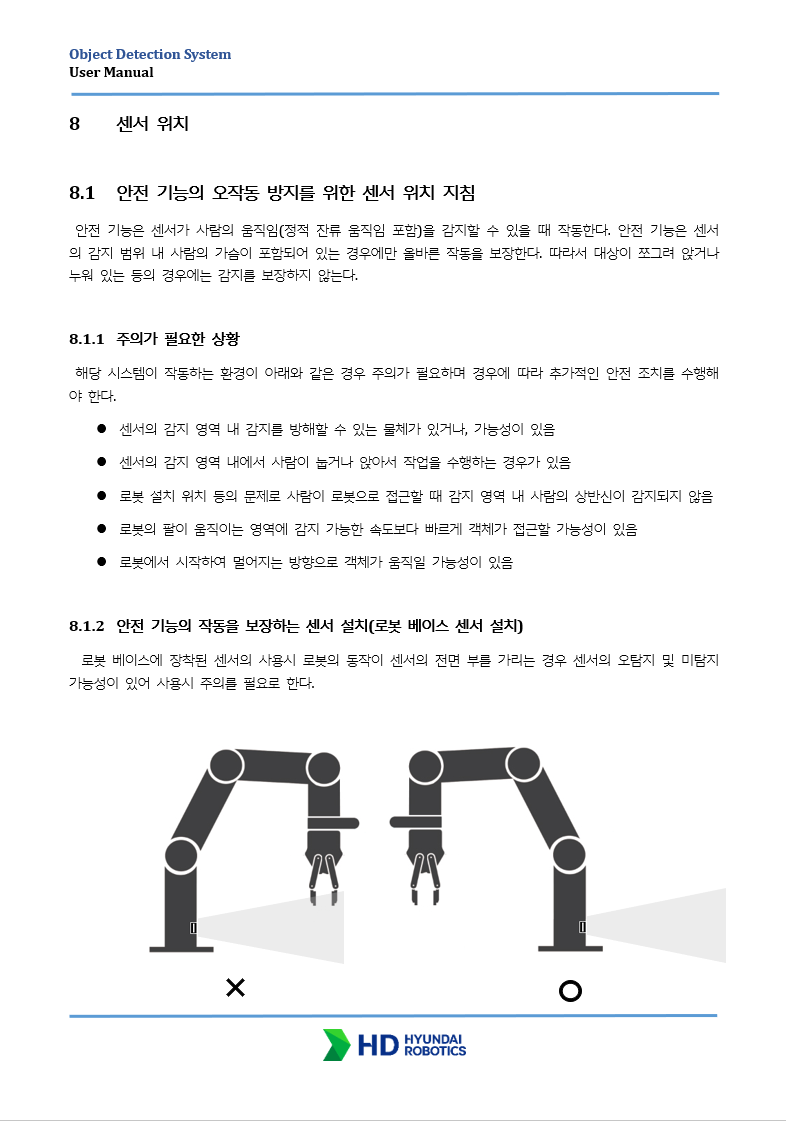 Object Detection System
User Manual
8 센서 위치
8.1 안전 기능의 오작동 방지를 위한 센서 위치 지침
안전 기능은 센서가 사람의 움직임(정적 잔류 움직임 포함)을 감지할 수 있을 때 작동한다. 안전 기능은 센서
의 감지 범위 내 사람의 가슴이 포함되어 있는 경우에만 올바른 작동을 보장한다. 따라서 대상이 쪼그려 앉거나
누워 있는 등의 경우에는 감지를 보장하지 않는다.
8.1.1 주의가 필요한 상황
해당 시스템이 작동하는 환경이 아래와 같은 경우 주의가 필요하며 경우에 따라 추가적인 안전 조치를 수행해
야 한다.
● 센서의 감지 영역 내 감지를 방해할 수 있는 물체가 있거나, 가능성이 있음
● 센서의 감지 영역 내에서 사람이 눕거나 앉아서 작업을 수행하는 경우가 있음
● 로봇 설치 위치 등의 문제로 사람이 로봇으로 접근할 때 감지 영역 내 사람의 상반신이 감지되지 않음
● 로봇의 팔이 움직이는 영역에 감지 가능한 속도보다 빠르게 객체가 접근할 가능성이 있음
● 로봇에서 시작하여 멀어지는 방향으로 객체가 움직일 가능성이 있음
8.1.2 안전 기능의 작동을 보장하는 센서 설치(로봇 베이스 센서 설치)
로봇 베이스에 장착된 센서의 사용시 로봇의 동작이 센서의 전면 부를 가리는 경우 센서의 오탐지 및 미탐지
가능성이 있어 사용시 주의를 필요로 한다.
HD HYUNDAI
ROBOTICS